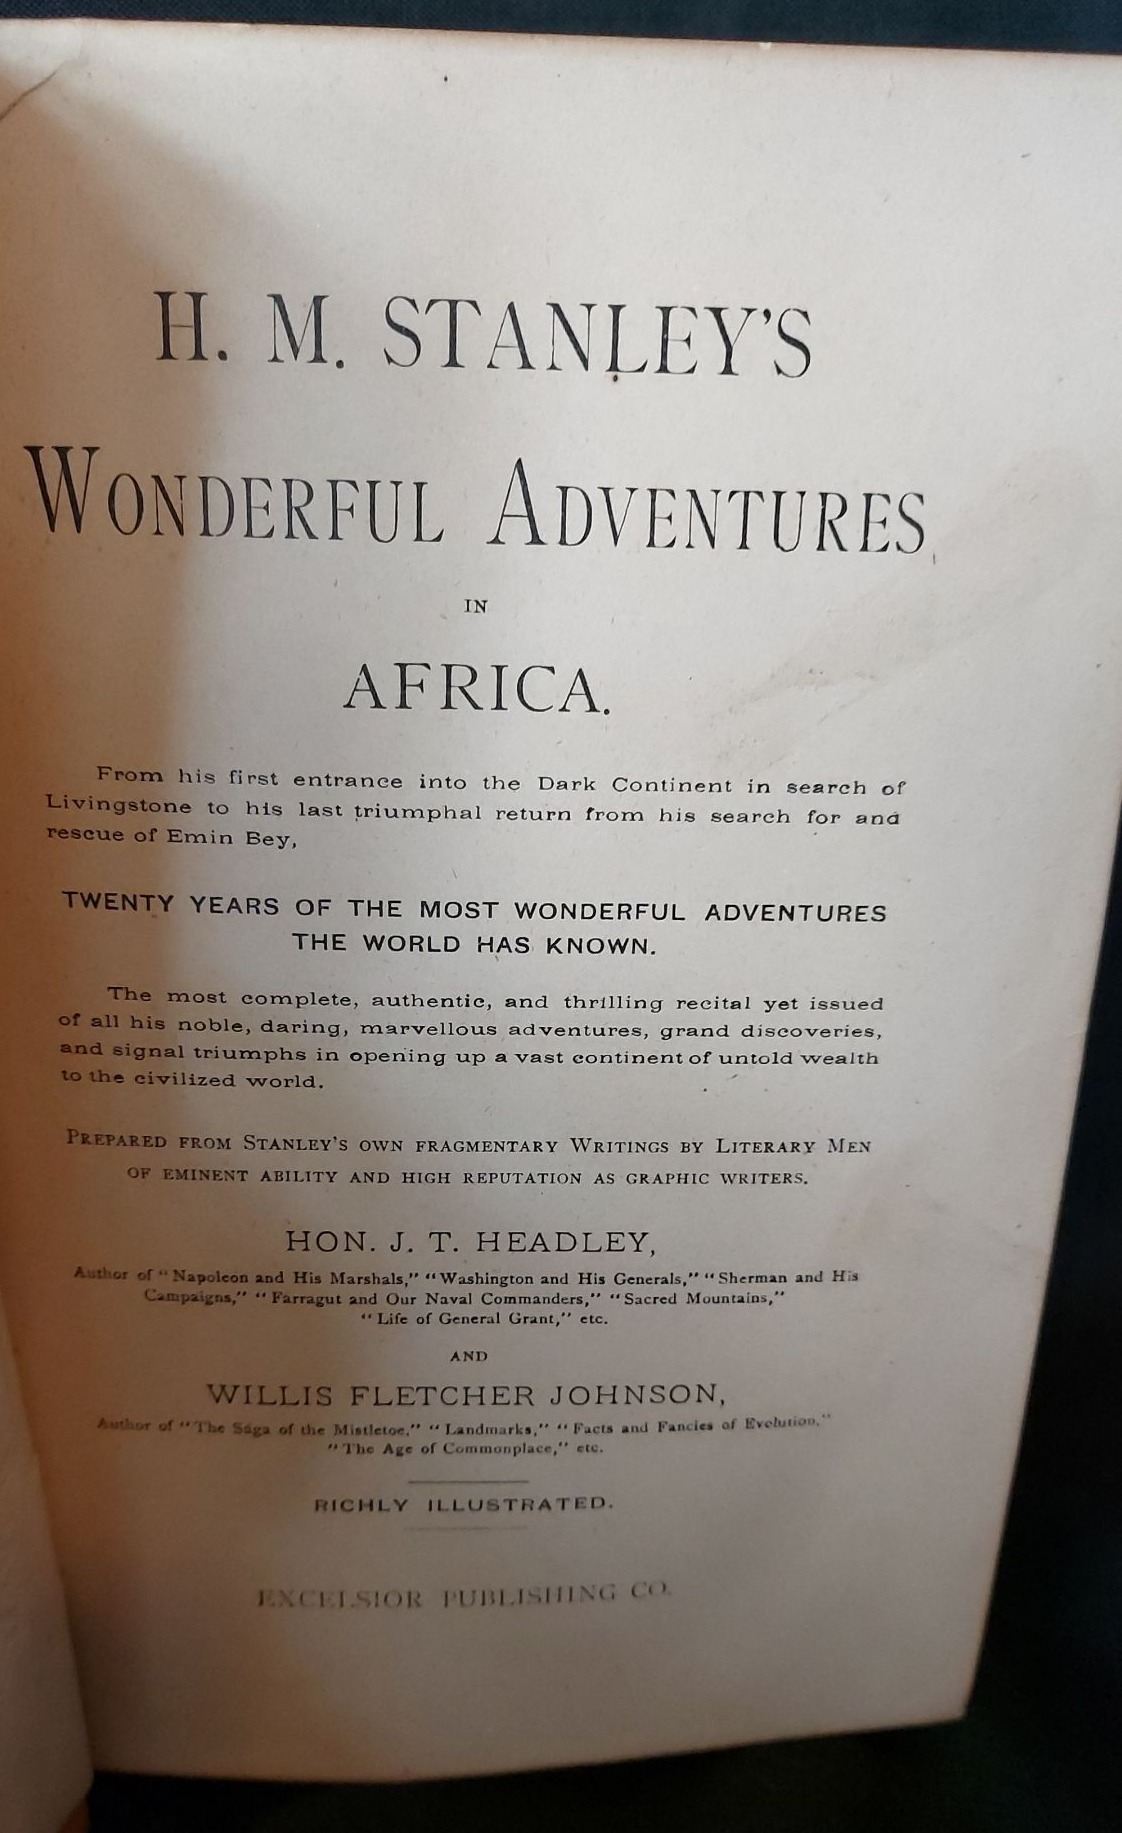 H. M. STANLEY'S
WONDERFUL ADVENTURES
IN
AFRICA.
From his first entrance into the Dark Continent in search of
Livingstone to his last triumphal return from his search for and
rescue of Emin Bey,
TWENTY YEARS OF THE MOST WONDERFUL ADVENTURES
THE WORLD HAS KNOWN.
The most complete, authentic, and thrilling recital yet issued
of all his noble, daring, marvellous adventures, grand discoveries,
and signal triumphs in opening up a vast continent of untold wealth
to the civilized world.
PREPARED FROM STANLEY'S OWN FRAGMENTARY WRITINGS BY LITERARY MEN
OF EMINENT ABILITY AND HIGH REPUTATION AS GRAPHIC WRITERS.
HON. J. T. HEADLEY,
Author of "Napoleon and His Marshals," "Washington and His Generals," "Sherman and His
Campaigns," "Farragut and Our Naval Commanders," "Sacred Mountains,"
"Life of General Grant," etc.
AND
WILLIS FLETCHER JOHNSON,
Author of "The Saga of the Mistletoe," "Landmarks," "Facts and Fancies of Evolution,"
"The Age of Commonplace," etc.
RICHLY ILLUSTRATED.
EXCELSIOR PUBLISHING CO.